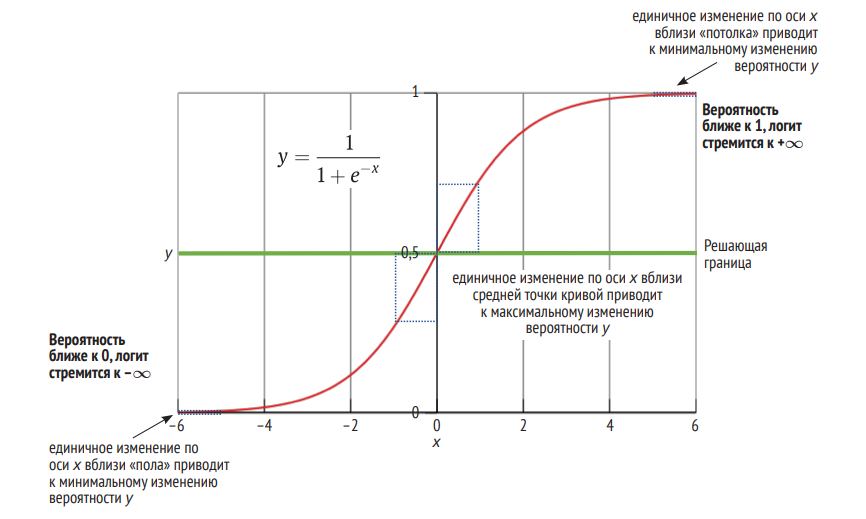 единичное изменение по оси x
вблизи «потолка» приводит
к минимальному изменению
вероятности y
1
Вероятность
ближе к 1, логит
стремится к +∞
y = 1 / (1 + e^{−x})
y
0,5
Решающая
граница
единичное изменение по оси x вблизи
средней точки кривой приводит
к максимальному изменению
вероятности y
Вероятность
ближе к 0, логит
стремится к −∞
0
−6 −4 −2 0 2 4 6
x
единичное изменение по
оси x вблизи «пола» приводит
к минимальному изменению
вероятности y